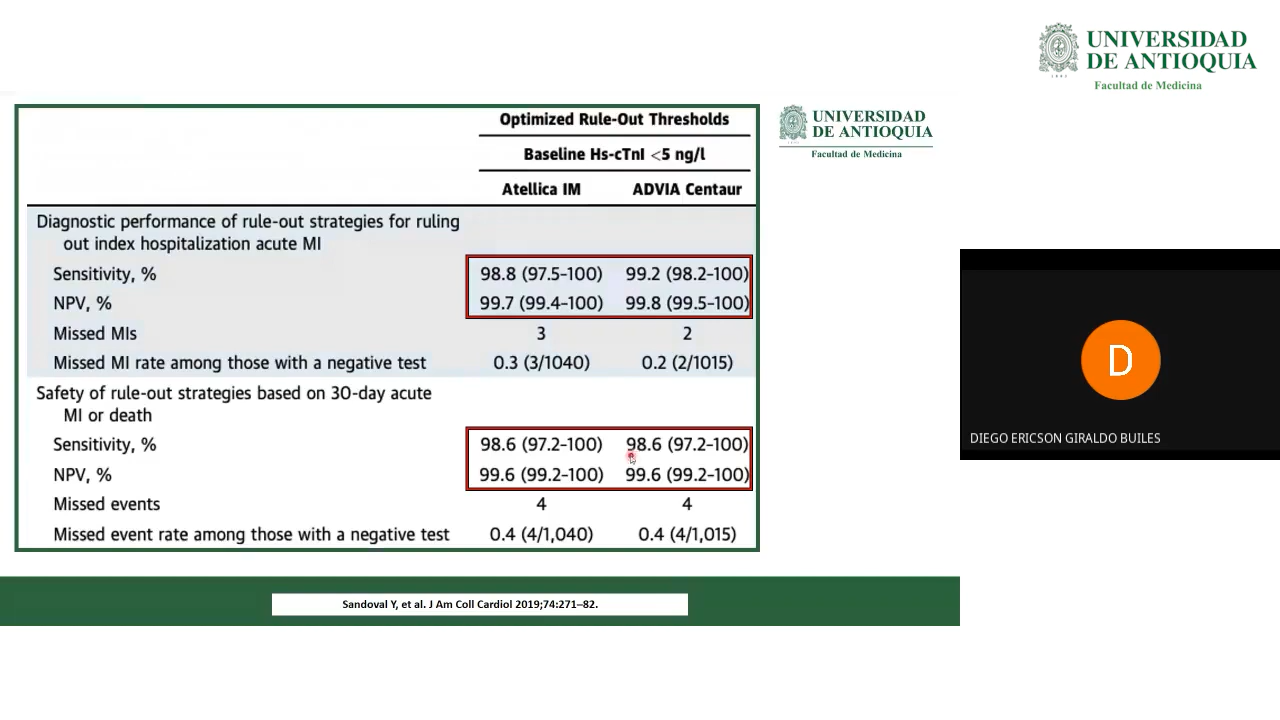 UNIVERSIDAD
DE ANTIOQUIA
Facultad de Medicina
UNIVERSIDAD
DE ANTIOQUIA
Facultad de Medicina
Optimized Rule-Out Thresholds
Baseline Hs-cTnI <5 ng/l
Atellica IM ADVIA Centaur
Diagnostic performance of rule-out strategies for ruling
out index hospitalization acute MI
Sensitivity, % 98.8 (97.5–100) 99.2 (98.2–100)
NPV, % 99.7 (99.4–100) 99.8 (99.5–100)
Missed MIs 3 2
Missed MI rate among those with a negative test 0.3 (3/1040) 0.2 (2/1015)
Safety of rule-out strategies based on 30-day acute
MI or death
Sensitivity, % 98.6 (97.2–100) 98.6 (97.2–100)
NPV, % 99.6 (99.2–100) 99.6 (99.2–100)
Missed events 4 4
Missed event rate among those with a negative test 0.4 (4/1,040) 0.4 (4/1,015)
D
DIEGO ERICSON GIRALDO BUILES
Sandoval Y, et al. J Am Coll Cardiol 2019;74:271–82.